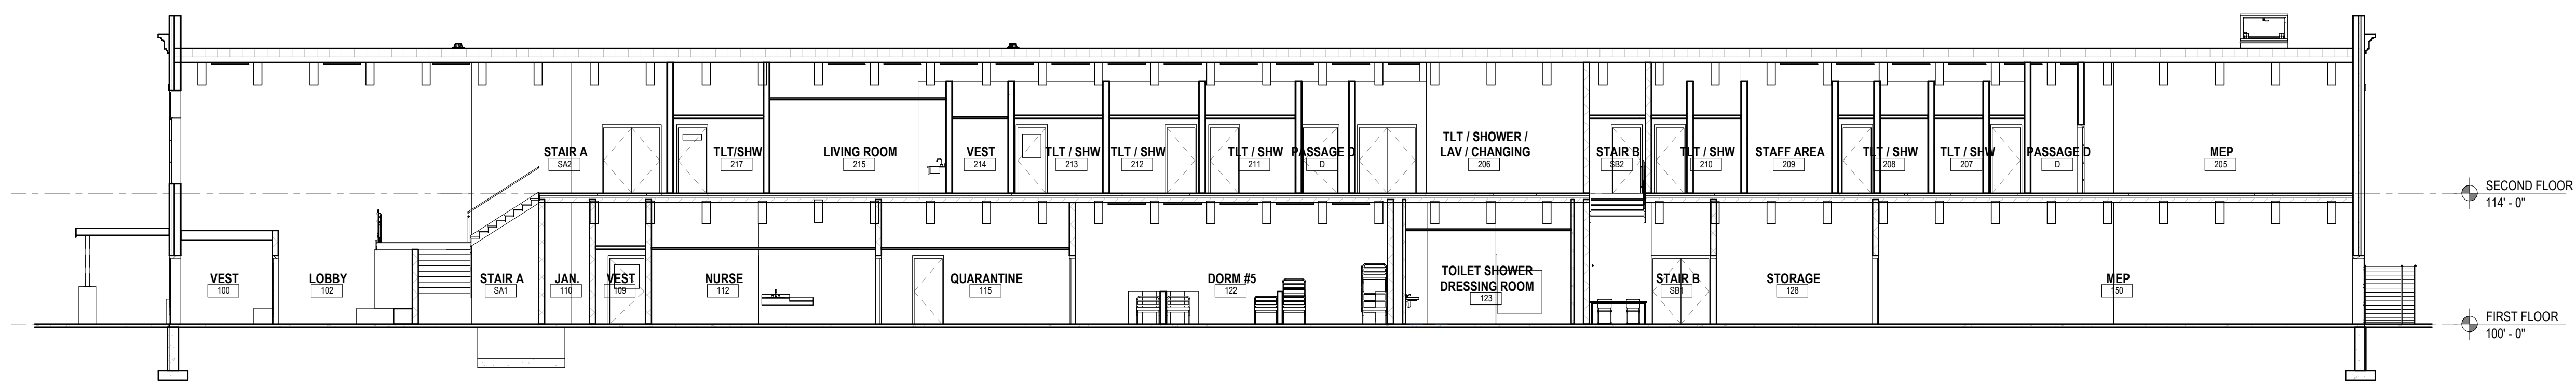 STAIR A
SA2
TLT/SHW
217
LIVING ROOM
215
VEST
214
TLT / SHW
213
TLT / SHW
212
TLT / SHW
211
PASSAGE D
D
TLT / SHOWER /
LAV / CHANGING
206
STAIR B
SB2
TLT / SHW
210
STAFF AREA
209
TLT / SHW
208
TLT / SHW
207
PASSAGE D
D
MEP
205
SECOND FLOOR
114' - 0"
VEST
100
LOBBY
102
STAIR A
SA1
JAN.
110
VEST
109
NURSE
112
QUARANTINE
115
DORM #5
122
TOILET SHOWER
DRESSING ROOM
123
STAIR B
SB1
STORAGE
128
MEP
150
FIRST FLOOR
100' - 0"